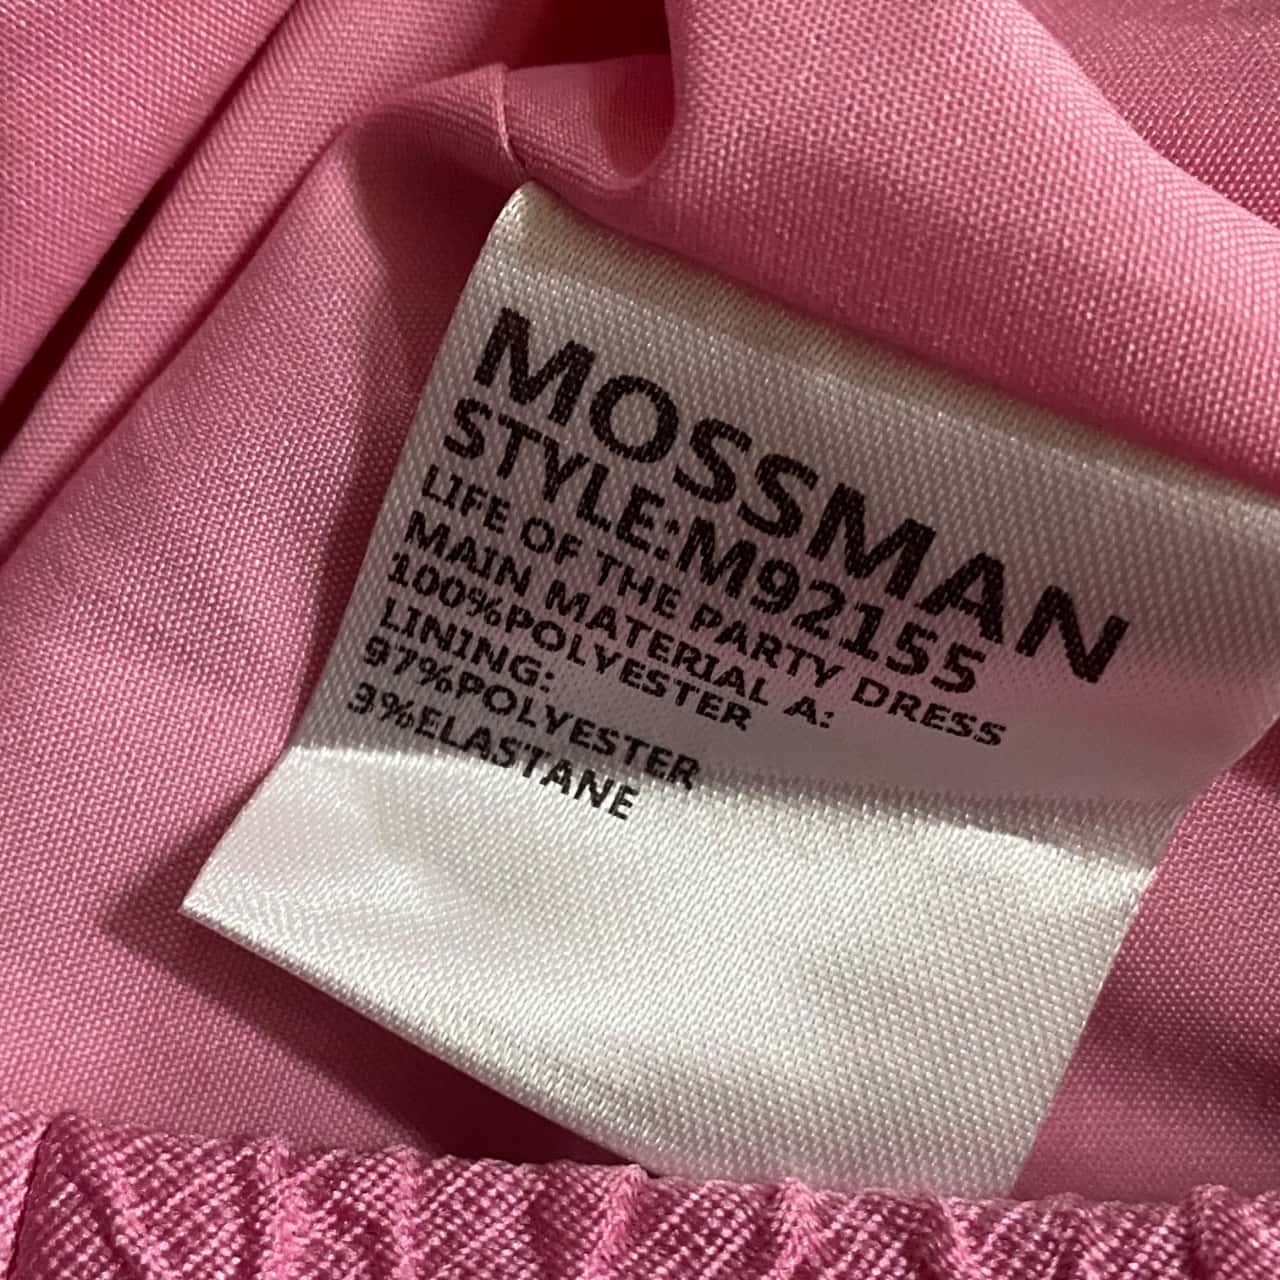 MOSSMAN
STYLE:M92155
LIFE OF THE PARTY DRESS
MAIN MATERIAL A:
100%POLYESTER
LINING:
97%POLYESTER
3%ELASTANE